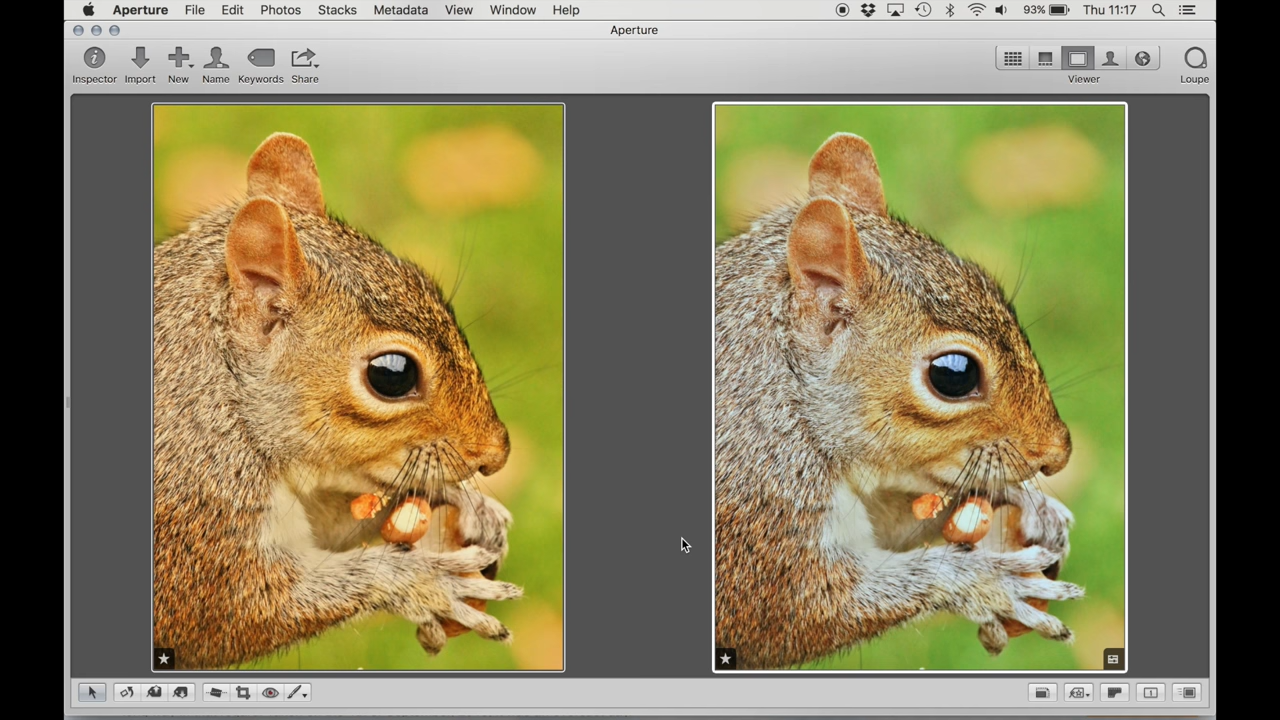 Aperture File Edit Photos Stacks Metadata View Window Help 93% Thu 11:17
Aperture
Inspector Import New Name Keywords Share Viewer Loupe
1